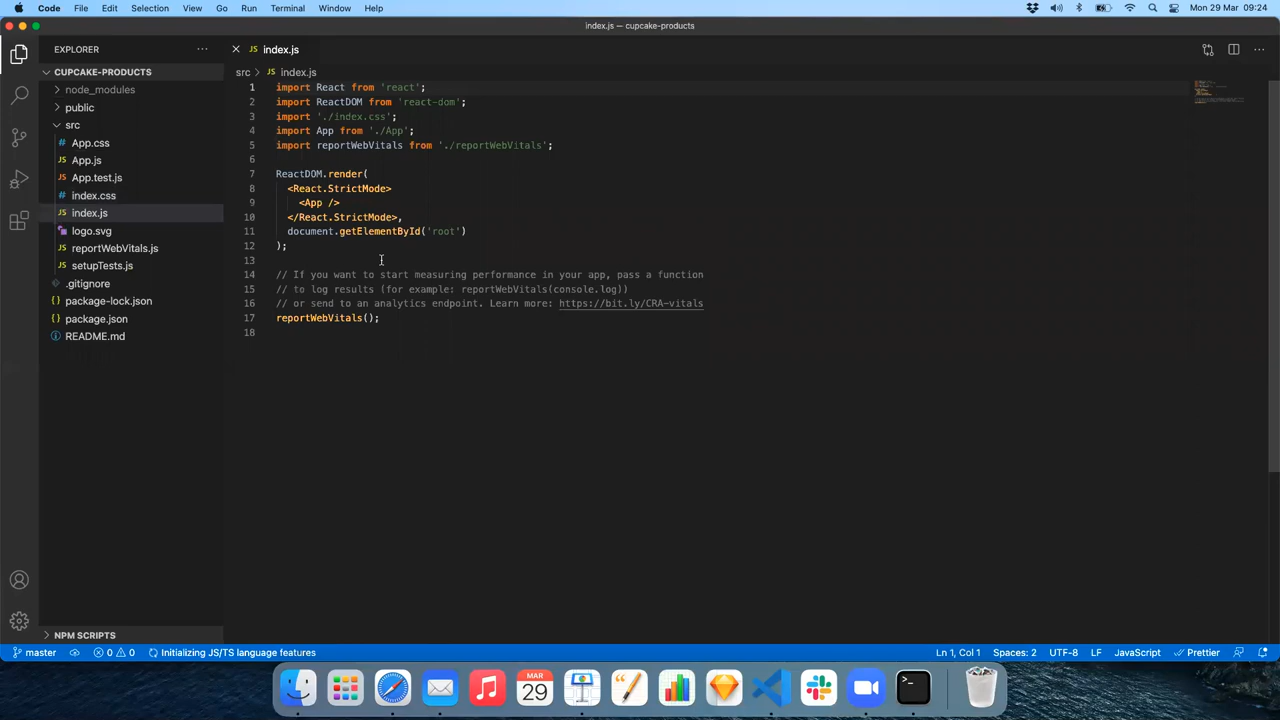 Code File Edit Selection View Go Run Terminal Window Help Mon 29 Mar 09:24
index.js — cupcake-products
EXPLORER
index.js
CUPCAKE-PRODUCTS
node_modules
public
src
App.css
App.js
App.test.js
index.css
index.js
logo.svg
reportWebVitals.js
setupTests.js
.gitignore
package-lock.json
package.json
README.md
NPM SCRIPTS
src > index.js
1 import React from 'react';
2 import ReactDOM from 'react-dom';
3 import './index.css';
4 import App from './App';
5 import reportWebVitals from './reportWebVitals';
6
7 ReactDOM.render(
8 <React.StrictMode>
9 <App />
10 </React.StrictMode>,
11 document.getElementById('root')
12 );
13
14 // If you want to start measuring performance in your app, pass a function
15 // to log results (for example: reportWebVitals(console.log))
16 // or send to an analytics endpoint. Learn more: https://bit.ly/CRA-vitals
17 reportWebVitals();
18
master 0 0 Initializing JS/TS language features Ln 1, Col 1 Spaces: 2 UTF-8 LF JavaScript Prettier
MAR
29
>_